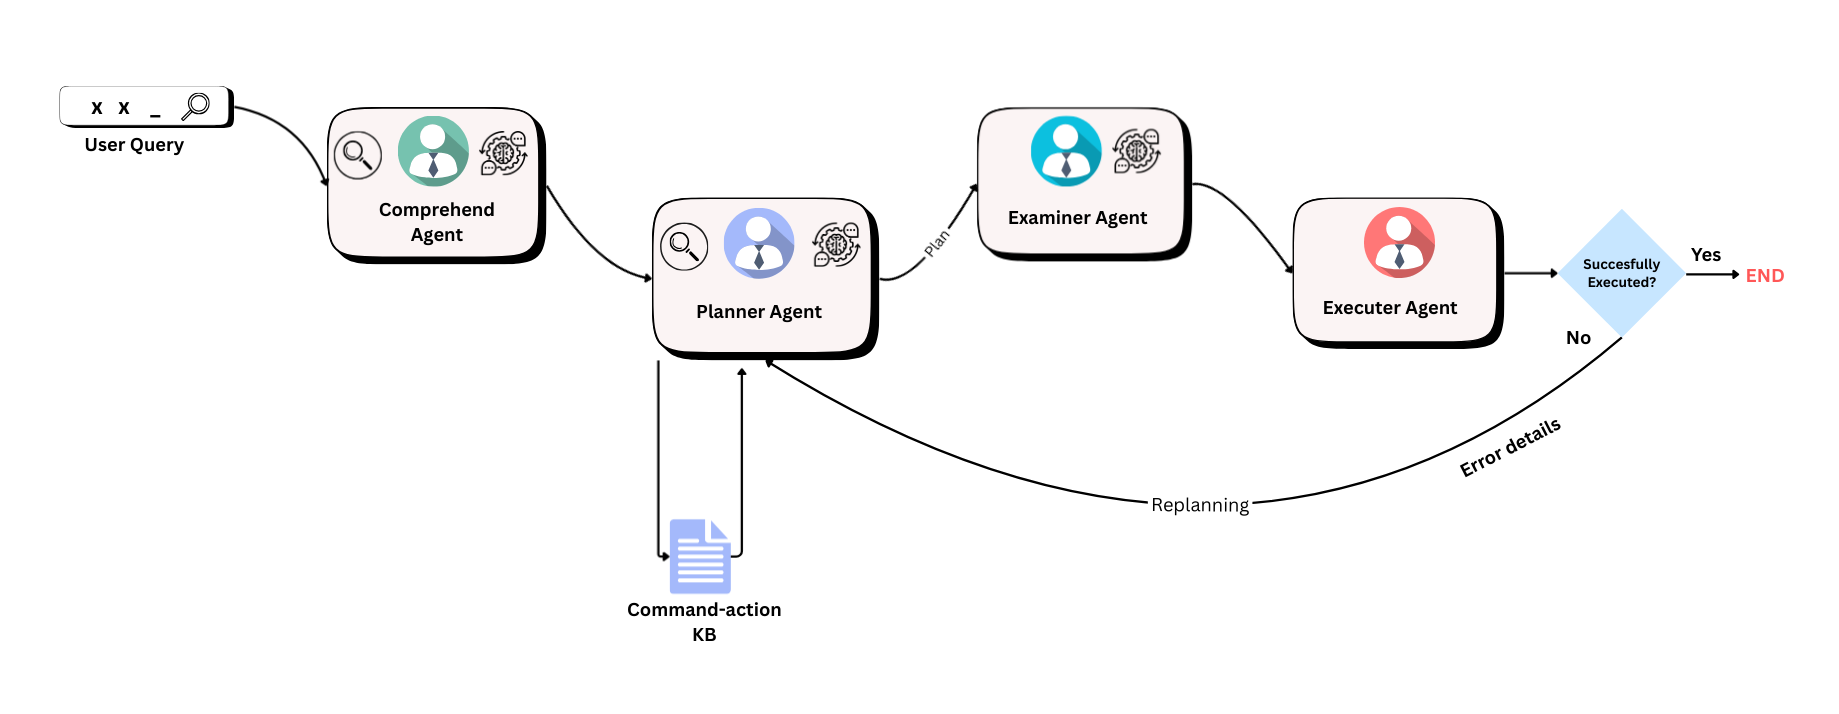 x x _
User Query
Comprehend
Agent
Planner Agent
Plan
Examiner Agent
Executer Agent
Succesfully
Executed?
Yes
END
No
Error details
Replanning
Command-action
KB